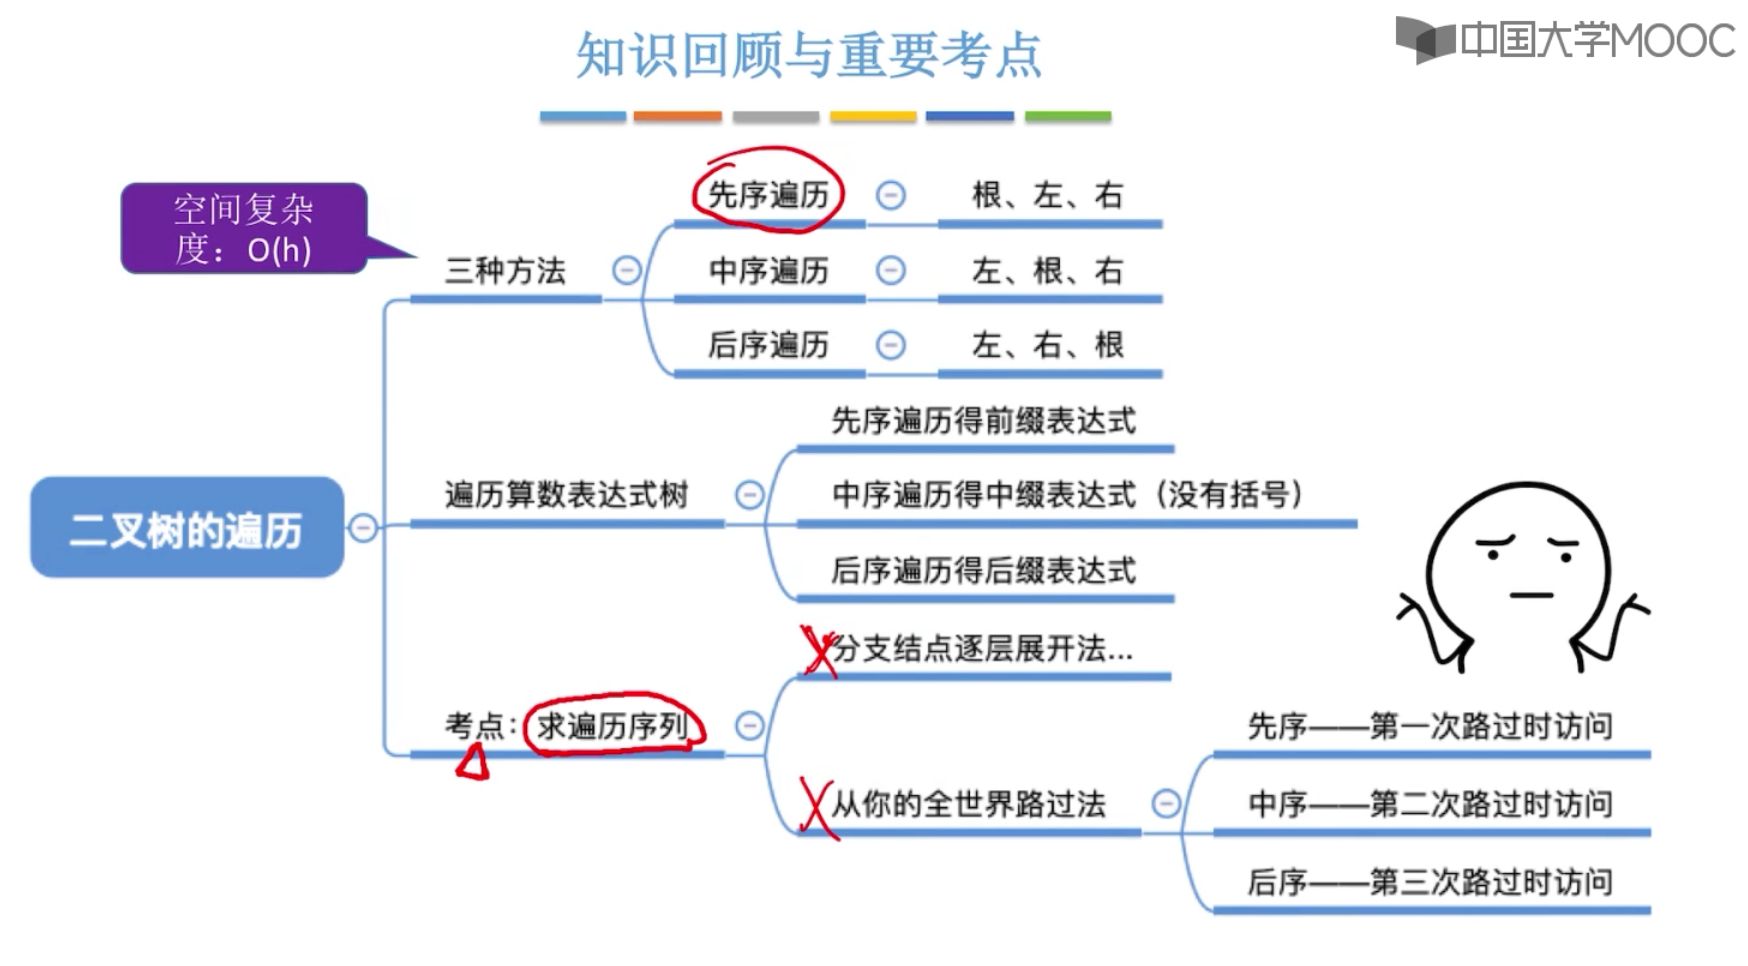 知识回顾与重要考点
中国大学MOOC
空间复杂
度：O(h)
三种方法
先序遍历
根、左、右
中序遍历
左、根、右
后序遍历
左、右、根
二叉树的遍历
遍历算数表达式树
先序遍历得前缀表达式
中序遍历得中缀表达式（没有括号）
后序遍历得后缀表达式
考点：求遍历序列
分支结点逐层展开法...
从你的全世界路过法
先序——第一次路过时访问
中序——第二次路过时访问
后序——第三次路过时访问